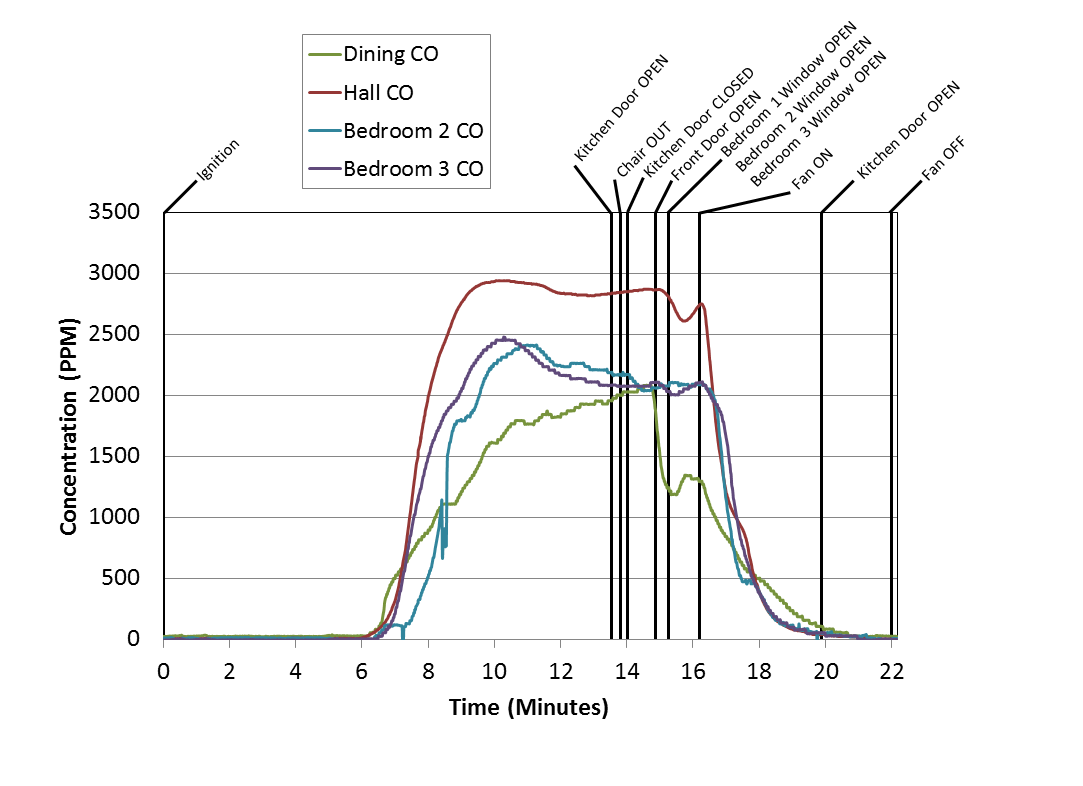 Dining CO
Hall CO
Bedroom 2 CO
Bedroom 3 CO
Ignition
Kitchen Door OPEN
Chair OUT
Kitchen Door CLOSED
Front Door OPEN
Bedroom 1 Window OPEN
Bedroom 2 Window OPEN
Bedroom 3 Window OPEN
Fan ON
Kitchen Door OPEN
Fan OFF
3500
3000
2500
2000
1500
1000
500
0
Concentration (PPM)
0 2 4 6 8 10 12 14 16 18 20 22
Time (Minutes)